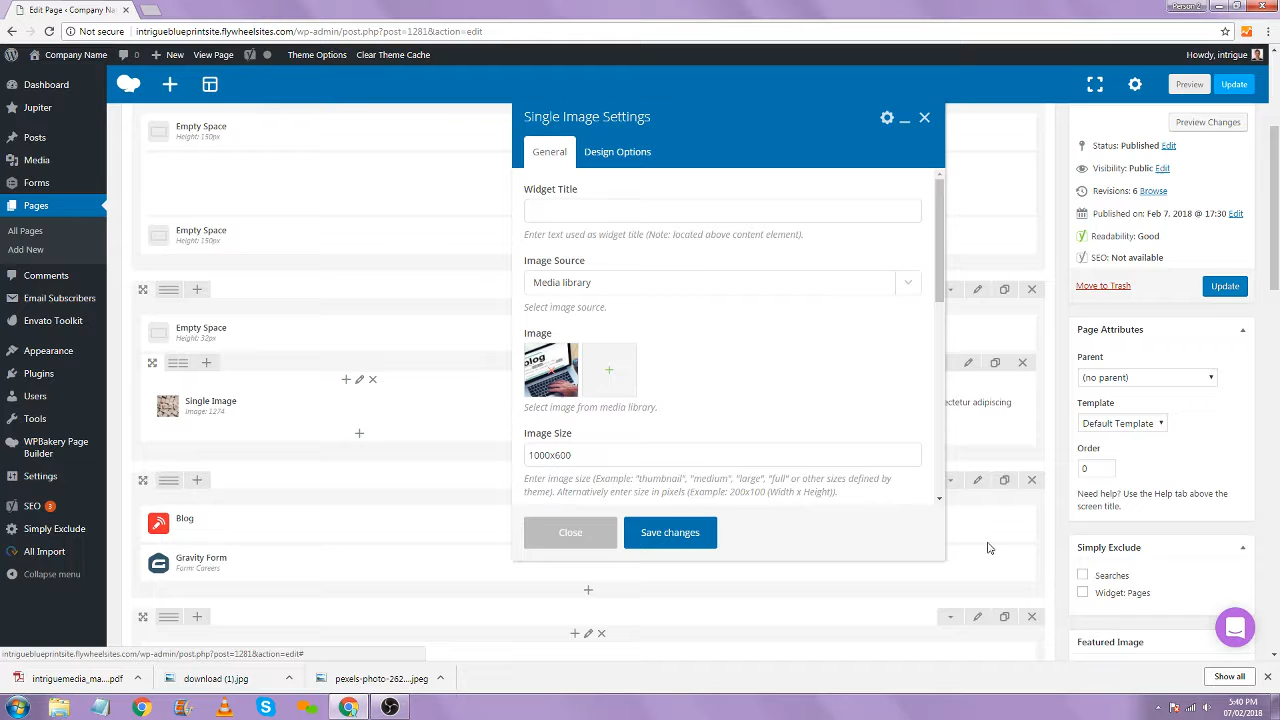 Edit Page ‹ Company Na
Person 3
Not secure
intrigueblueprintsite.flywheelsites.com/wp-admin/post.php?post=1281&action=edit
Company Name
0
New
View Page
Theme Options
Clear Theme Cache
Howdy, intrigue
Dashboard
Jupiter
Posts
Media
Forms
Pages
All Pages
Add New
Comments
Email Subscribers
Envato Toolkit
Appearance
Plugins
Users
Tools
WPBakery Page
Builder
Settings
SEO 3
Simply Exclude
All Import
Collapse menu
Preview
Update
Empty Space
Height: 150px
Empty Space
Height: 150px
Empty Space
Height: 32px
Single Image
Image: 1274
ectetur adipiscing
Blog
Gravity Form
Form: Careers
Single Image Settings
General
Design Options
Widget Title
Enter text used as widget title (Note: located above content element).
Image Source
Media library
Select image source.
Image
blog
Select image from media library.
Image Size
1000x600
Enter image size (Example: "thumbnail", "medium", "large", "full" or other sizes defined by
theme). Alternatively enter size in pixels (Example: 200x100 (Width x Height)).
Close
Save changes
Preview Changes
Status: Published Edit
Visibility: Public Edit
Revisions: 6 Browse
Published on: Feb 7, 2018 @ 17:30 Edit
Readability: Good
SEO: Not available
Move to Trash
Update
Page Attributes
Parent
(no parent)
Template
Default Template
Order
0
Need help? Use the Help tab above the
screen title.
Simply Exclude
Searches
Widget: Pages
Featured Image
intrigueblueprintsite.flywheelsites.com/wp-admin/post.php?post=1281&action=edit#
intriguemedia_ma....pdf
download (1).jpg
pexels-photo-262....jpeg
Show all
5:40 PM
07/02/2018